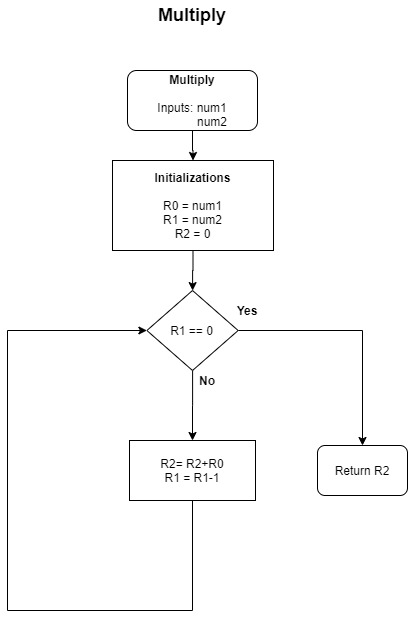 Multiply
Multiply
Inputs: num1
num2
Initializations
R0 = num1
R1 = num2
R2 = 0
R1 == 0
Yes
No
R2= R2+R0
R1 = R1-1
Return R2